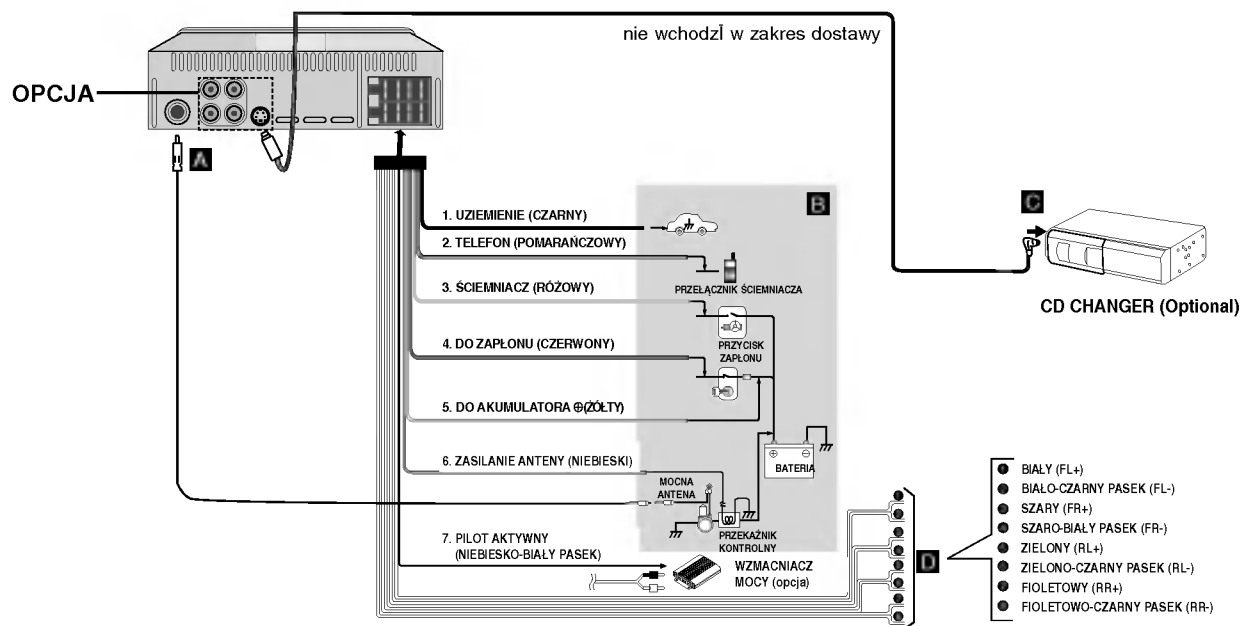 nie wchodzĪ w zakres dostawy
OPCJA
A
B
C
1. UZIEMIENIE (CZARNY)
2. TELEFON (POMARAŃCZOWY)
PRZEŁĄCZNIK ŚCIEMNIACZA
3. ŚCIEMNIACZ (RÓŻOWY)
CD CHANGER (Optional)
PRZYCISK
ZAPŁONU
4. DO ZAPŁONU (CZERWONY)
5. DO AKUMULATORA ⊕(ŻÓŁTY)
6. ZASILANIE ANTENY (NIEBIESKI)
BATERIA
MOCNA
ANTENA
PRZEKAŹNIK
KONTROLNY
7. PILOT AKTYWNY
(NIEBIESKO-BIAŁY PASEK)
WZMACNIACZ
MOCY (opcja)
D
BIAŁY (FL+)
BIAŁO-CZARNY PASEK (FL-)
SZARY (FR+)
SZARO-BIAŁY PASEK (FR-)
ZIELONY (RL+)
ZIELONO-CZARNY PASEK (RL-)
FIOLETOWY (RR+)
FIOLETOWO-CZARNY PASEK (RR-)